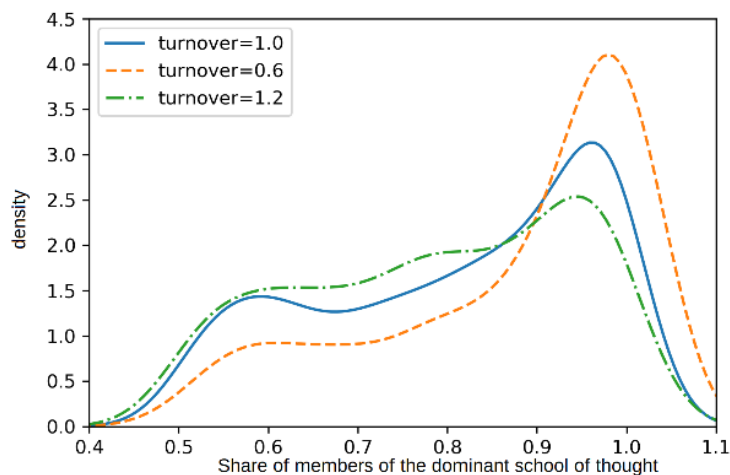 4.5
4.0
3.5
3.0
2.5
2.0
1.5
1.0
0.5
0.0
density
turnover=1.0
turnover=0.6
turnover=1.2
0.4 0.5 0.6 0.7 0.8 0.9 1.0 1.1
Share of members of the dominant school of thought